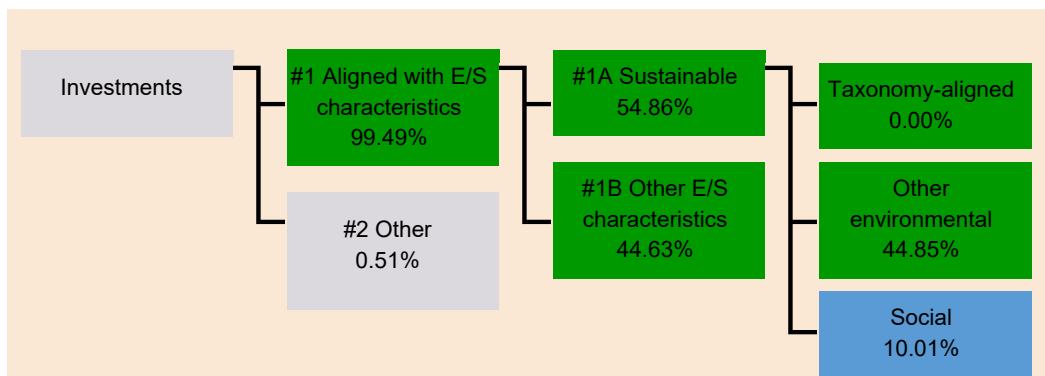 Investments
#1 Aligned with E/S
characteristics
99.49%
#2 Other
0.51%
#1A Sustainable
54.86%
#1B Other E/S
characteristics
44.63%
Taxonomy-aligned
0.00%
Other
environmental
44.85%
Social
10.01%